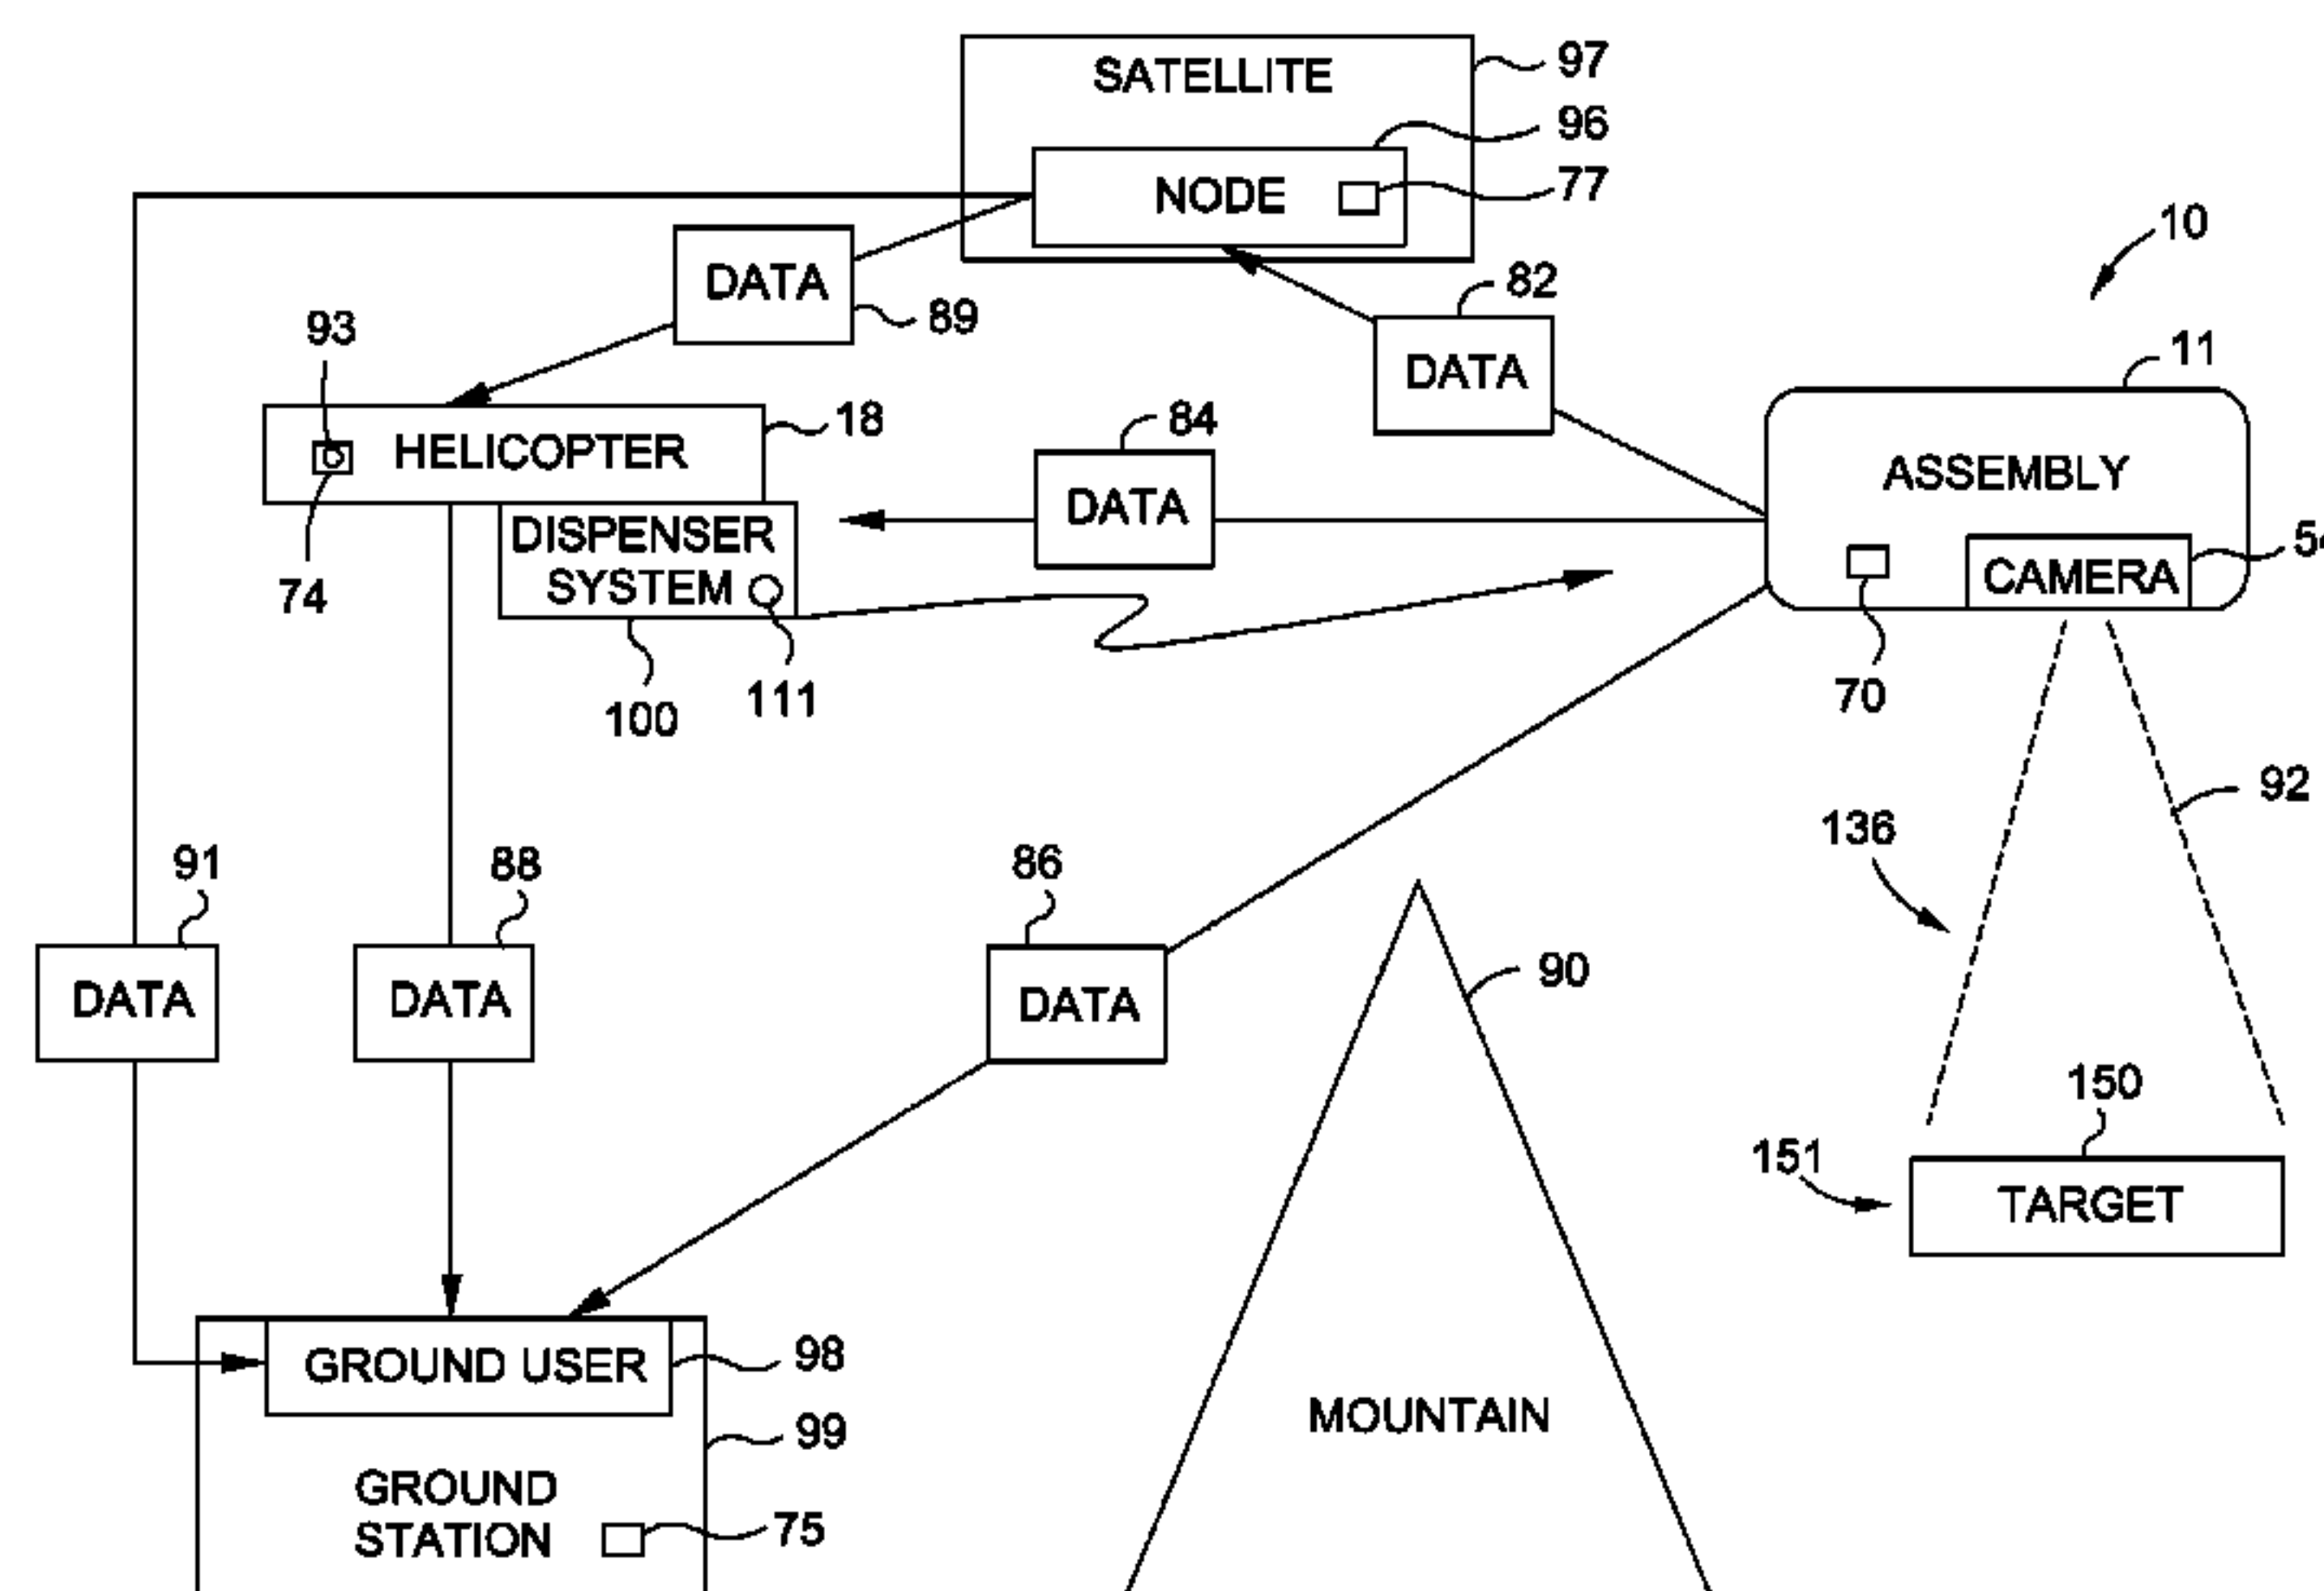 SATELLITE
97
96
NODE
77
10
DATA
82
89
DATA
11
93
18
84
HELICOPTER
ASSEMBLY
DATA
DISPENSER
SYSTEM
CAMERA
74
100
111
70
92
136
91
88
86
90
DATA
DATA
DATA
150
151
TARGET
GROUND USER
98
MOUNTAIN
99
GROUND
STATION
75